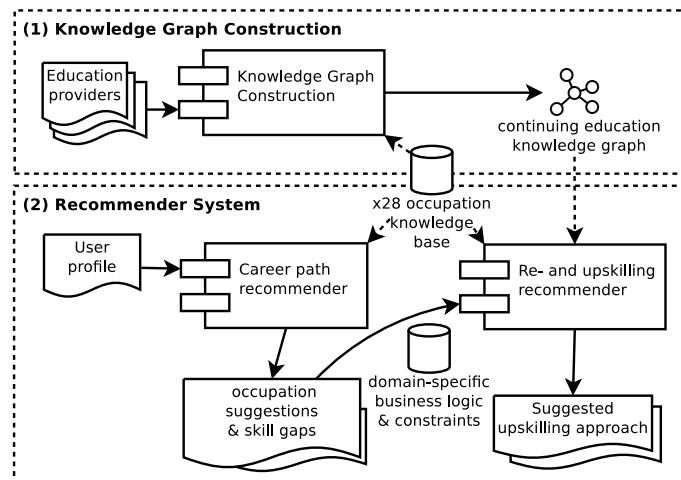 (1) Knowledge Graph Construction
Education
providers
Knowledge Graph
Construction
continuing education
knowledge graph
x28 occupation
knowledge
base
(2) Recommender System
User
profile
Career path
recommender
Re- and upskilling
recommender
occupation
suggestions
& skill gaps
domain-specific
business logic
& constraints
Suggested
upskilling approach